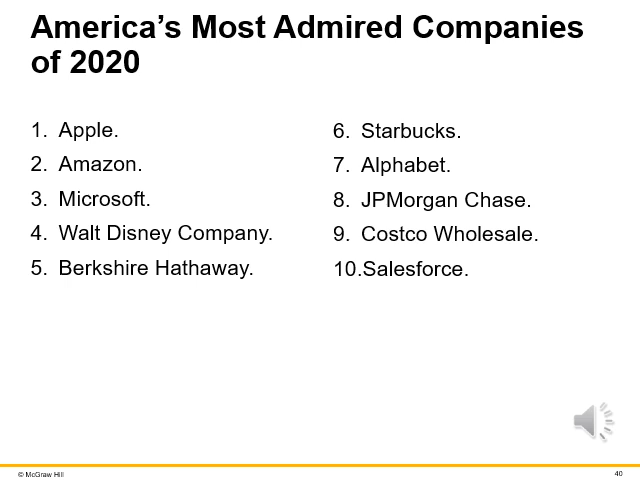 America’s Most Admired Companies
of 2020
1. Apple.
2. Amazon.
3. Microsoft.
4. Walt Disney Company.
5. Berkshire Hathaway.
6. Starbucks.
7. Alphabet.
8. JPMorgan Chase.
9. Costco Wholesale.
10.Salesforce.
© McGraw Hill
40